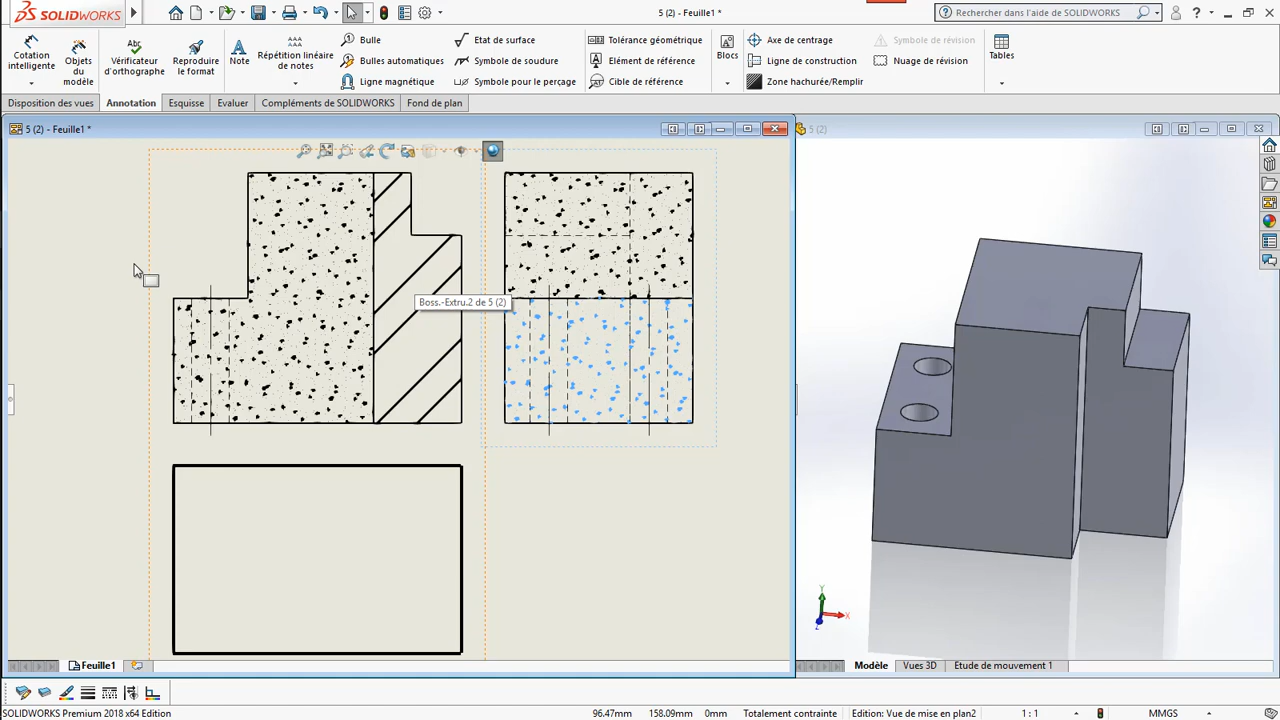 SOLIDWORKS
5 (2) - Feuille1 *
Rechercher dans l'aide de SOLIDWORKS
Cotation intelligente
Objets du modèle
Abc
Vérificateur d'orthographe
Reproduire le format
Note
Répétition linéaire de notes
Bulle
Bulles automatiques
Ligne magnétique
Etat de surface
Symbole de soudure
Symbole pour le perçage
Tolérance géométrique
Elément de référence
Cible de référence
Blocs
Axe de centrage
Ligne de construction
Zone hachurée/Remplir
Symbole de révision
Nuage de révision
Tables
Disposition des vues
Annotation
Esquisse
Evaluer
Compléments de SOLIDWORKS
Fond de plan
5 (2) - Feuille1 *
5 (2)
Boss.-Extru.2 de 5 (2)
Y
X
Z
Feuille1
Modèle
Vues 3D
Etude de mouvement 1
SOLIDWORKS Premium 2018 x64 Edition
96.47mm
158.09mm
0mm
Totalement contrainte
Edition: Vue de mise en plan2
1 : 1
MMGS